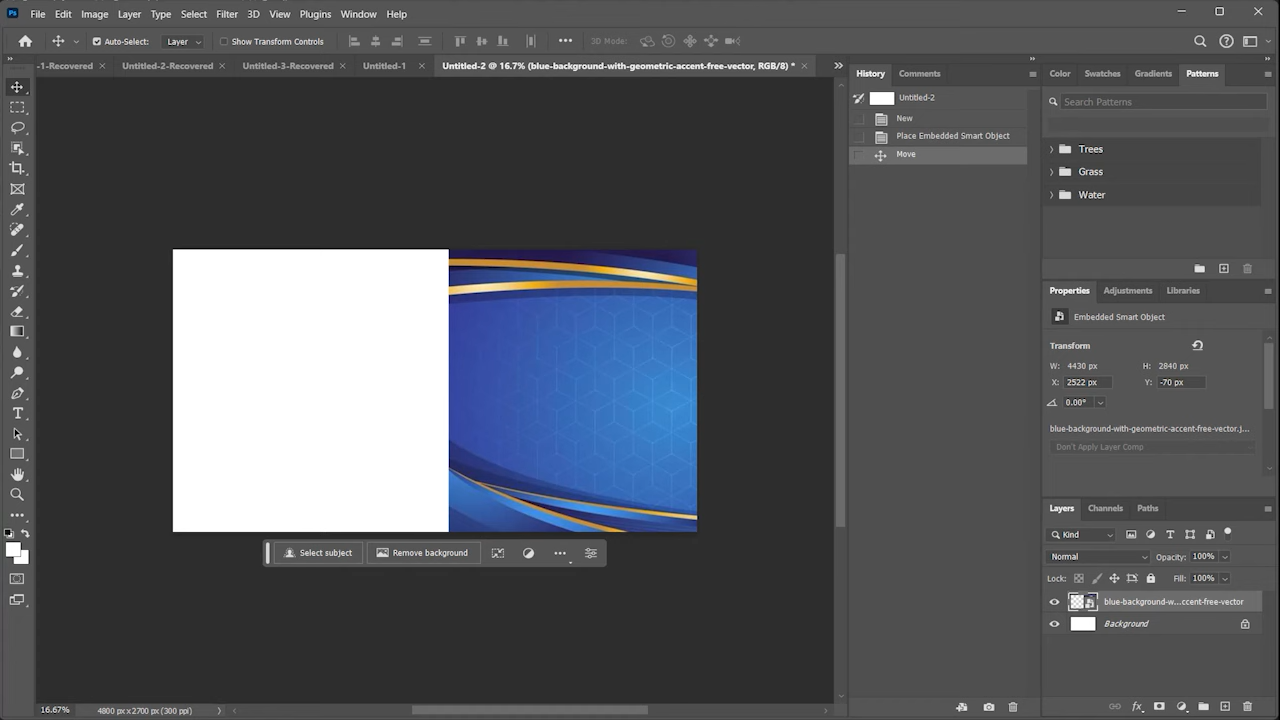 Ps File Edit Image Layer Type Select Filter 3D View Plugins Window Help
Auto-Select: Layer Show Transform Controls ••• 3D Mode:
-1-Recovered × Untitled-2-Recovered × Untitled-3-Recovered × Untitled-1 × Untitled-2 @ 16.7% (blue-background-with-geometric-accent-free-vector, RGB/8) * ×
History Comments
Untitled-2
New
Place Embedded Smart Object
Move
Color Swatches Gradients Patterns
Search Patterns
Trees
Grass
Water
Properties Adjustments Libraries
Embedded Smart Object
Transform
W: 4430 px H: 2840 px
X: 2522 px Y: -70 px
0.00°
blue-background-with-geometric-accent-free-vector.j...
Don't Apply Layer Comp
Layers Channels Paths
Kind
Normal Opacity: 100%
Lock: Fill: 100%
blue-background-w...ccent-free-vector
Background
Select subject Remove background •••
16.67% 4800 px x 2700 px (300 ppi)